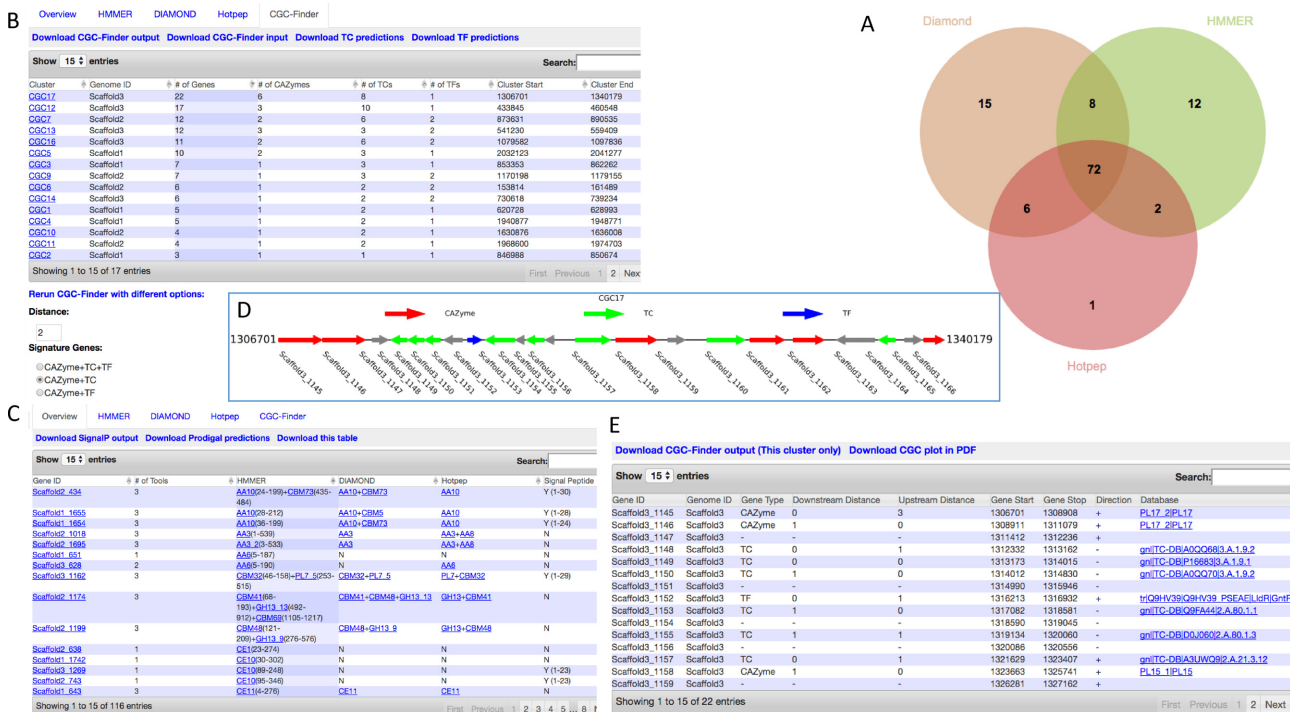 B
Overview HMMER DIAMOND Hotpep CGC-Finder
Download CGC-Finder output Download CGC-Finder input Download TC predictions Download TF predictions
Show 15 entries Search:
Cluster Genome ID # of Genes # of CAZymes # of TCs # of TFs Cluster Start Cluster End
CGC17 Scaffold3 22 6 8 1 1306701 1340179
CGC12 Scaffold3 17 3 10 1 433845 460548
CGC7 Scaffold2 12 2 6 2 873631 890535
CGC13 Scaffold3 12 3 3 2 541230 559409
CGC16 Scaffold3 11 2 6 2 1079582 1097836
CGC5 Scaffold1 10 2 3 1 2032123 2041277
CGC3 Scaffold1 7 1 3 1 853353 862262
CGC9 Scaffold2 7 1 3 2 1170198 1179155
CGC6 Scaffold2 6 1 2 2 153814 161489
CGC14 Scaffold3 6 1 2 2 730618 739234
CGC1 Scaffold1 5 1 2 1 620728 628993
CGC4 Scaffold1 5 1 2 1 1940877 1948771
CGC10 Scaffold2 4 1 2 1 1630876 1636008
CGC11 Scaffold2 4 1 2 1 1968600 1974703
CGC2 Scaffold1 3 1 1 1 846988 850674
Showing 1 to 15 of 17 entries First Previous 1 2 Nex
Rerun CGC-Finder with different options:
Distance:
2
Signature Genes:
CAZyme+TC+TF
CAZyme+TC
CAZyme+TF
A
Diamond
HMMER
15 8 12
72
6 2
1
Hotpep
D
CGC17
CAZyme TC TF
1306701 1340179
Scaffold3_1145
Scaffold3_1146
Scaffold3_1147
Scaffold3_1148
Scaffold3_1149
Scaffold3_1150
Scaffold3_1151
Scaffold3_1152
Scaffold3_1153
Scaffold3_1154
Scaffold3_1155
Scaffold3_1156
Scaffold3_1157
Scaffold3_1158
Scaffold3_1159
Scaffold3_1160
Scaffold3_1161
Scaffold3_1162
Scaffold3_1163
Scaffold3_1164
Scaffold3_1165
Scaffold3_1166
C
Overview HMMER DIAMOND Hotpep CGC-Finder
Download SignalP output Download Prodigal predictions Download this table
Show 15 entries Search:
Gene ID # of Tools HMMER DIAMOND Hotpep Signal Peptide
Scaffold2_434 3 AA10(24-199)+CBM73(435- AA10+CBM73 AA10 Y (1-30)
484)
Scaffold1_1655 3 AA10(28-212) AA10+CBM5 AA10 Y (1-28)
Scaffold1_1654 3 AA10(36-199) AA10+CBM73 AA10 Y (1-24)
Scaffold2_1018 3 AA3(1-539) AA3 AA3+AA8 N
Scaffold2_1695 3 AA3_2(3-533) AA3 AA3+AA8 N
Scaffold1_651 1 AA6(5-187) N N N
Scaffold3_628 2 AA6(5-190) N AA6 N
Scaffold3_1162 3 CBM32(46-158)+PL7_5(253- CBM32+PL7_5 PL7+CBM32 Y (1-29)
515)
Scaffold2_1174 3 CBM41(68- CBM41+CBM48+GH13_13 GH13+CBM41 N
193)+GH13_13(492-
912)+CBM69(1105-1217)
Scaffold2_1199 3 CBM48(121- CBM48+GH13_9 GH13+CBM48 N
209)+GH13_9(276-576)
Scaffold2_638 1 CE1(23-274) N N N
Scaffold1_1742 1 CE10(30-302) N N N
Scaffold3_1269 1 CE10(89-248) N N Y (1-23)
Scaffold2_743 1 CE10(95-346) N N Y (1-23)
Scaffold1_643 3 CE11(4-276) CE11 CE11 N
Showing 1 to 15 of 116 entries First Previous 1 2 3 4 5 ... 8 N
E
Download CGC-Finder output (This cluster only) Download CGC plot in PDF
Show 15 entries Search:
Gene ID Genome ID Gene Type Downstream Distance Upstream Distance Gene Start Gene Stop Direction Database
Scaffold3_1145 Scaffold3 CAZyme 0 3 1306701 1308908 + PL17_2|PL17
Scaffold3_1146 Scaffold3 CAZyme 1 0 1308911 1311079 + PL17_2|PL17
Scaffold3_1147 Scaffold3 - - - 1311412 1312236 +
Scaffold3_1148 Scaffold3 TC 0 1 1312332 1313162 - gnl|TC-DB|A0QQ68|3.A.1.9.2
Scaffold3_1149 Scaffold3 TC 0 0 1313173 1314015 - gnl|TC-DB|P16683|3.A.1.9.1
Scaffold3_1150 Scaffold3 TC 1 0 1314012 1314830 - gnl|TC-DB|A0QQ70|3.A.1.9.2
Scaffold3_1151 Scaffold3 - - - 1314990 1315946 -
Scaffold3_1152 Scaffold3 TF 0 1 1316213 1316932 + tr|Q9HV39|Q9HV39_PSEAE|LldR|GntR
Scaffold3_1153 Scaffold3 TC 1 0 1317082 1318581 - gnl|TC-DB|Q9FA44|2.A.80.1.1
Scaffold3_1154 Scaffold3 - - - 1318590 1319045 -
Scaffold3_1155 Scaffold3 TC 1 1 1319134 1320060 - gnl|TC-DB|D0J060|2.A.80.1.3
Scaffold3_1156 Scaffold3 - - - 1320086 1320556 -
Scaffold3_1157 Scaffold3 TC 0 1 1321629 1323407 + gnl|TC-DB|A3UWQ9|2.A.21.3.12
Scaffold3_1158 Scaffold3 CAZyme 1 0 1323663 1325741 + PL15_1|PL15
Scaffold3_1159 Scaffold3 - - - 1326281 1327162 +
Showing 1 to 15 of 22 entries First Previous 1 2 Next